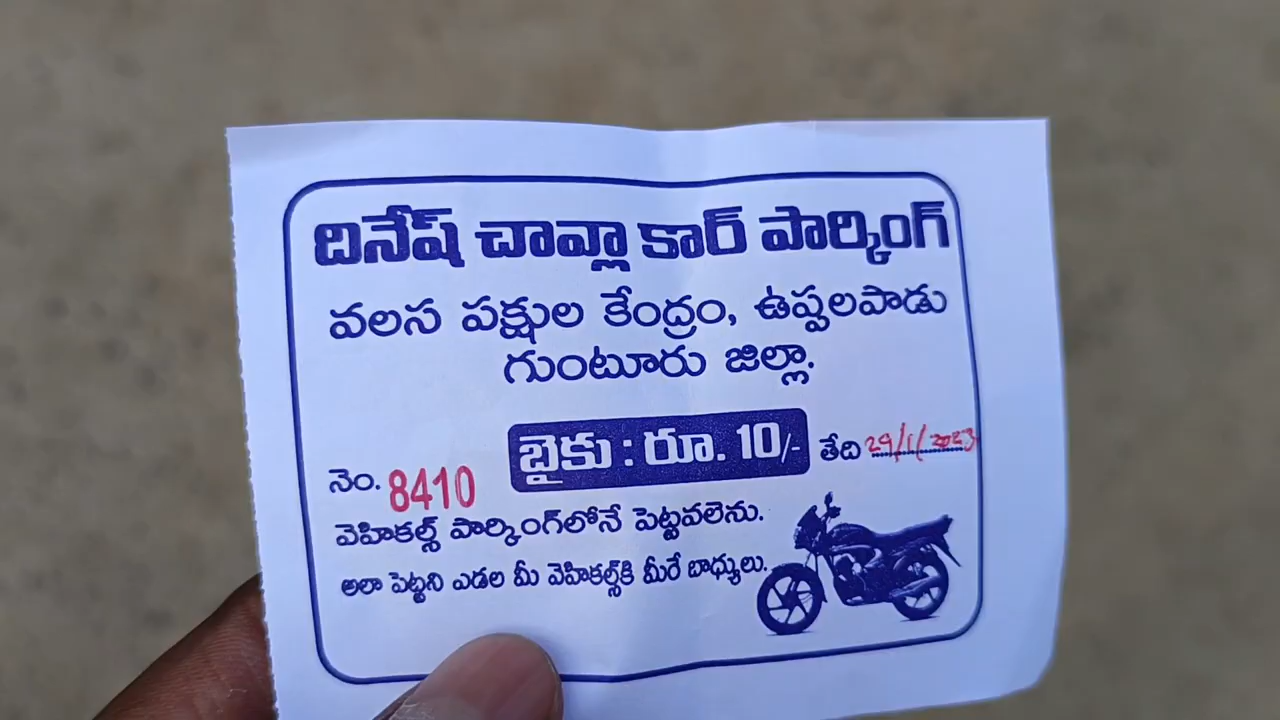 దినేష్ చావ్లా కార్ పార్కింగ్
వలస పక్షుల కేంద్రం, ఉప్పలపాడు
గుంటూరు జిల్లా.
బైకు : రూ. 10/-
తేది 29/1/2023
నెం. 8410
వెహికల్స్ పార్కింగ్‌లోనే పెట్టవలెను.
అలా పెట్టని ఎడల మీ వెహికల్స్‌కి మీరే బాధ్యులు.